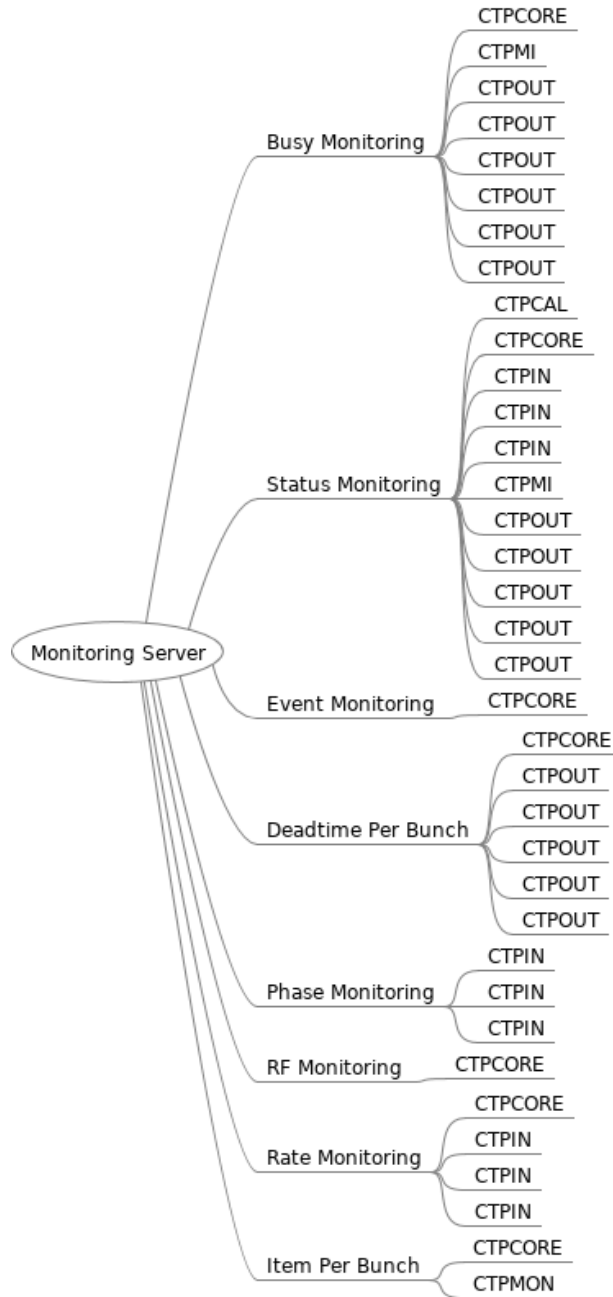 Monitoring Server
Busy Monitoring
CTPCORE
CTPMI
CTPOUT
CTPOUT
CTPOUT
CTPOUT
CTPOUT
CTPOUT
Status Monitoring
CTPCAL
CTPCORE
CTPIN
CTPIN
CTPIN
CTPMI
CTPOUT
CTPOUT
CTPOUT
CTPOUT
CTPOUT
Event Monitoring
CTPCORE
Deadtime Per Bunch
CTPCORE
CTPOUT
CTPOUT
CTPOUT
CTPOUT
CTPOUT
Phase Monitoring
CTPIN
CTPIN
CTPIN
RF Monitoring
CTPCORE
Rate Monitoring
CTPCORE
CTPIN
CTPIN
CTPIN
Item Per Bunch
CTPCORE
CTPMON